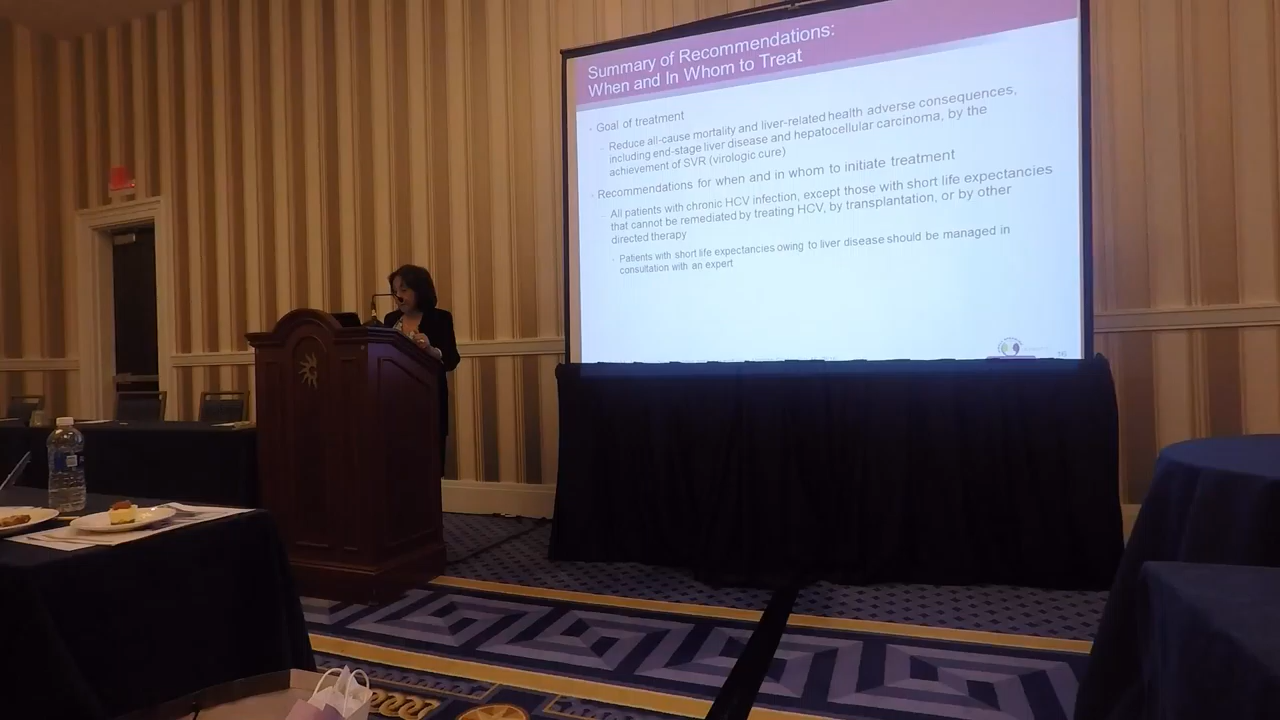 Summary of Recommendations:
When and In Whom to Treat
Goal of treatment
Reduce all-cause mortality and liver-related health adverse consequences,
including end-stage liver disease and hepatocellular carcinoma, by the
achievement of SVR (virologic cure)
Recommendations for when and in whom to initiate treatment
All patients with chronic HCV infection, except those with short life expectancies
that cannot be remediated by treating HCV, by transplantation, or by other
directed therapy
Patients with short life expectancies owing to liver disease should be managed in
consultation with an expert